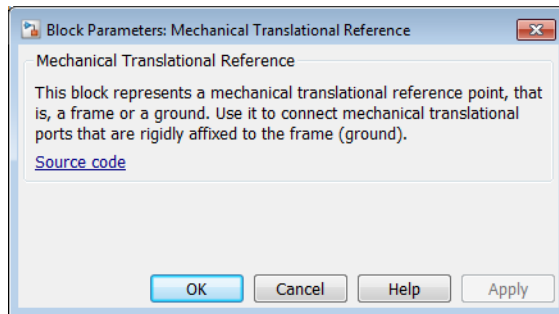 Block Parameters: Mechanical Translational Reference
Mechanical Translational Reference
This block represents a mechanical translational reference point, that
is, a frame or a ground. Use it to connect mechanical translational
ports that are rigidly affixed to the frame (ground).
Source code
OK Cancel Help Apply